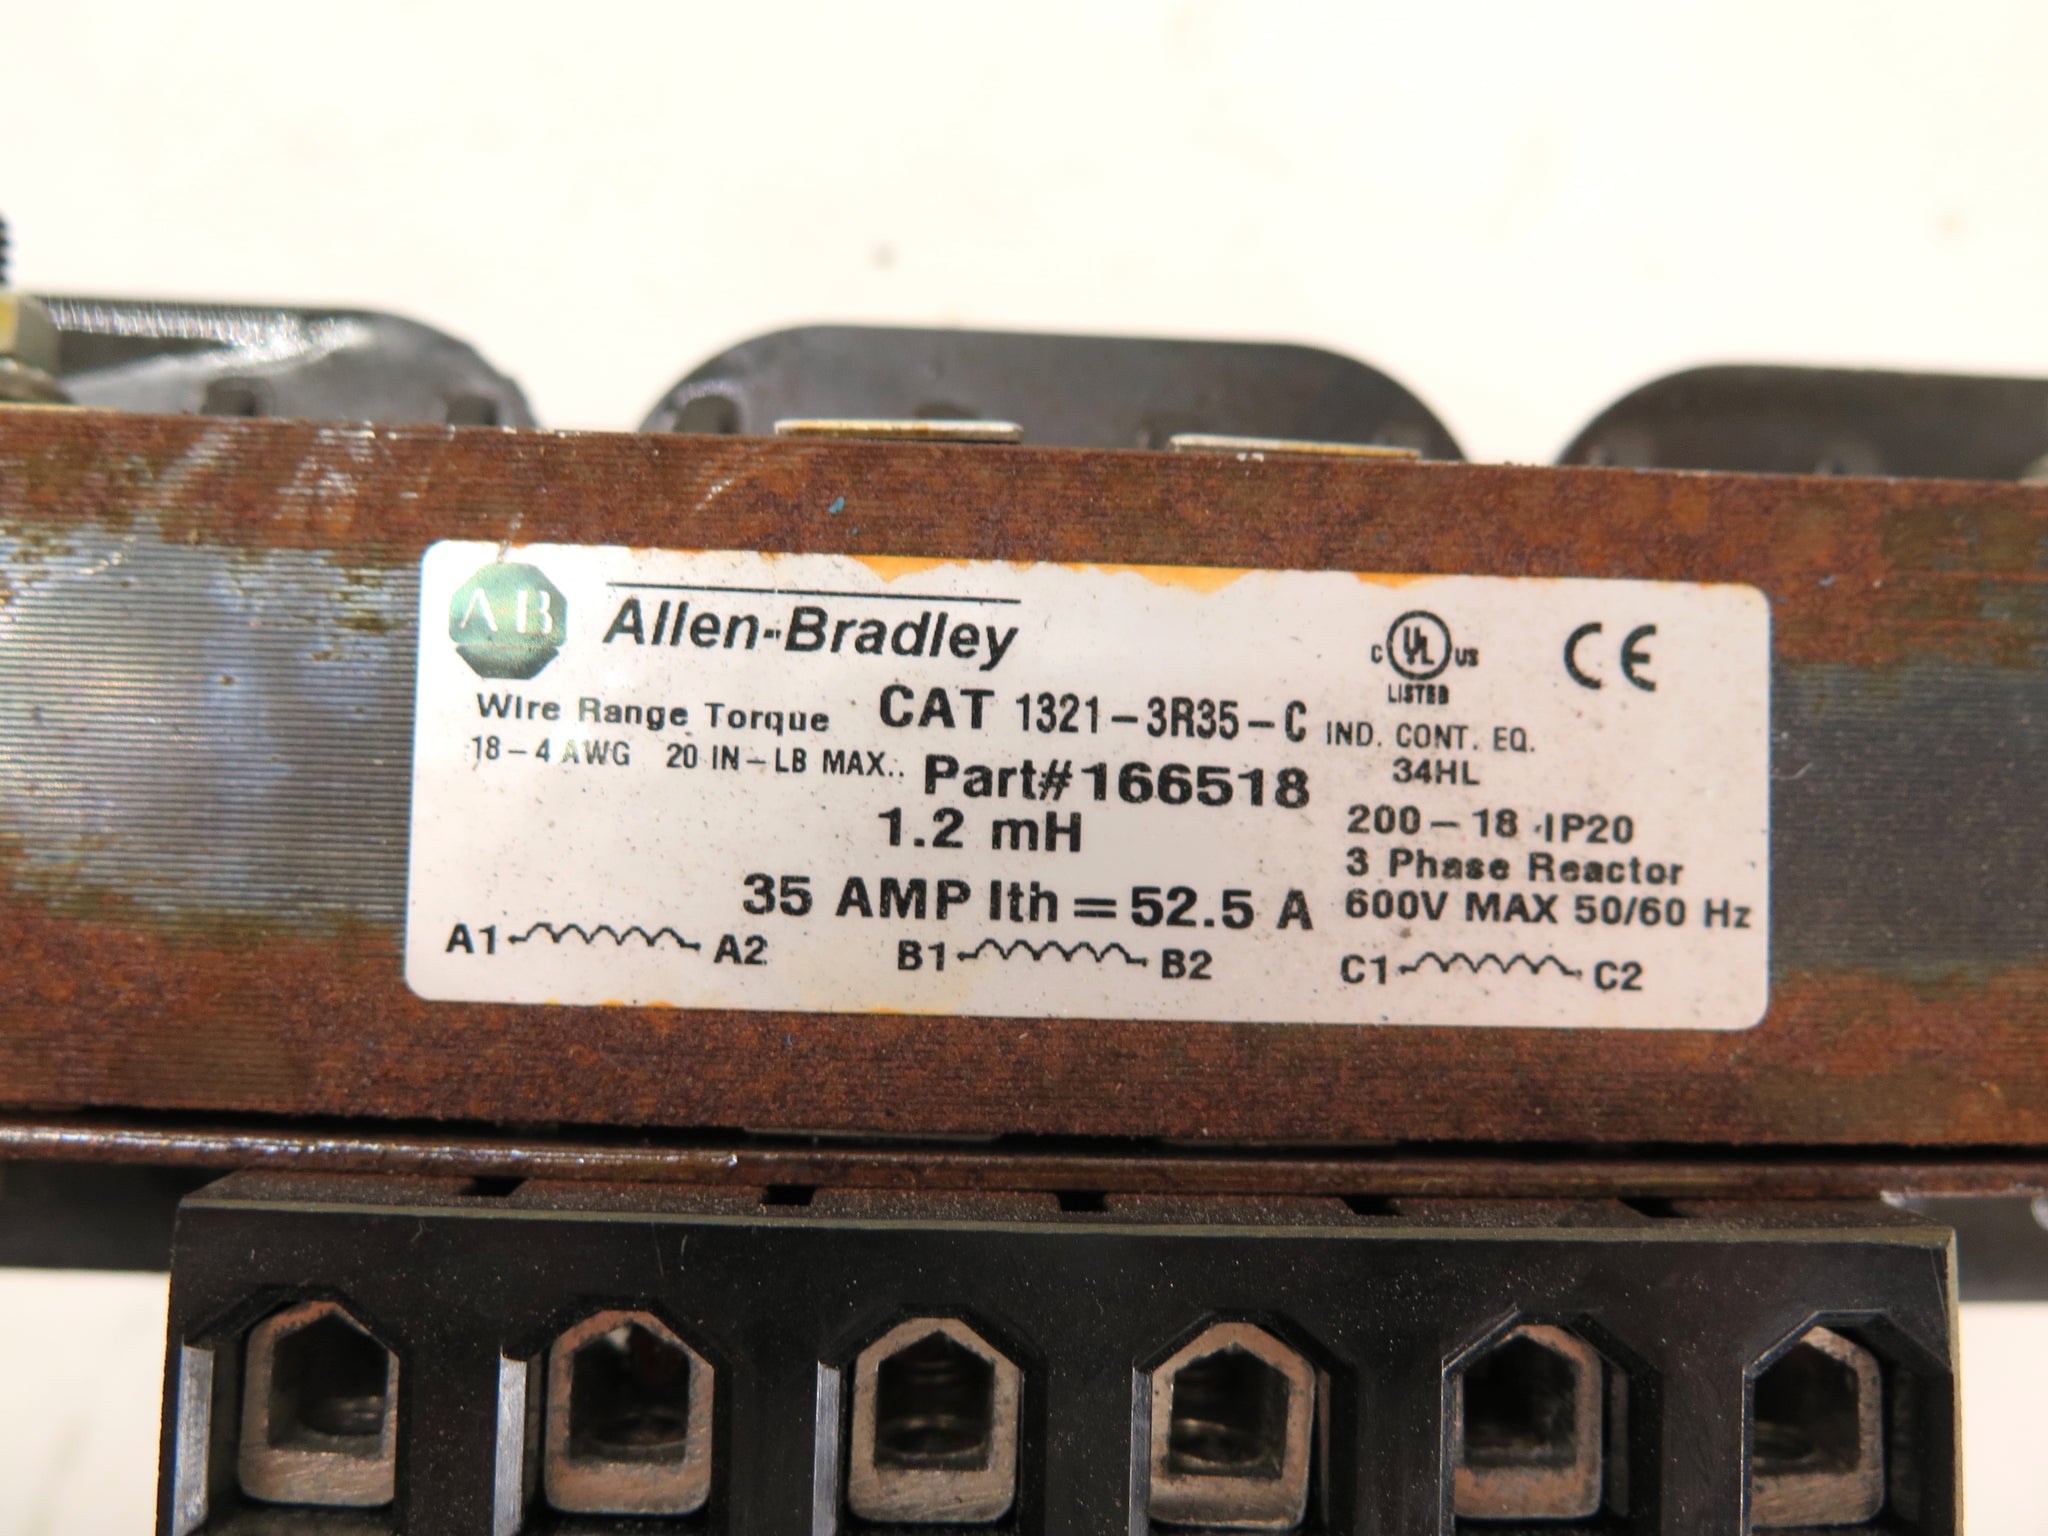 AB Allen-Bradley
C UL US LISTED
CE
Wire Range Torque
18-4 AWG 20 IN-LB MAX..
CAT 1321-3R35-C
Part#166518
1.2 mH
35 AMP Ith=52.5 A
IND. CONT. EQ.
34HL
200-18 IP20
3 Phase Reactor
600V MAX 50/60 Hz
A1 A2 B1 B2 C1 C2